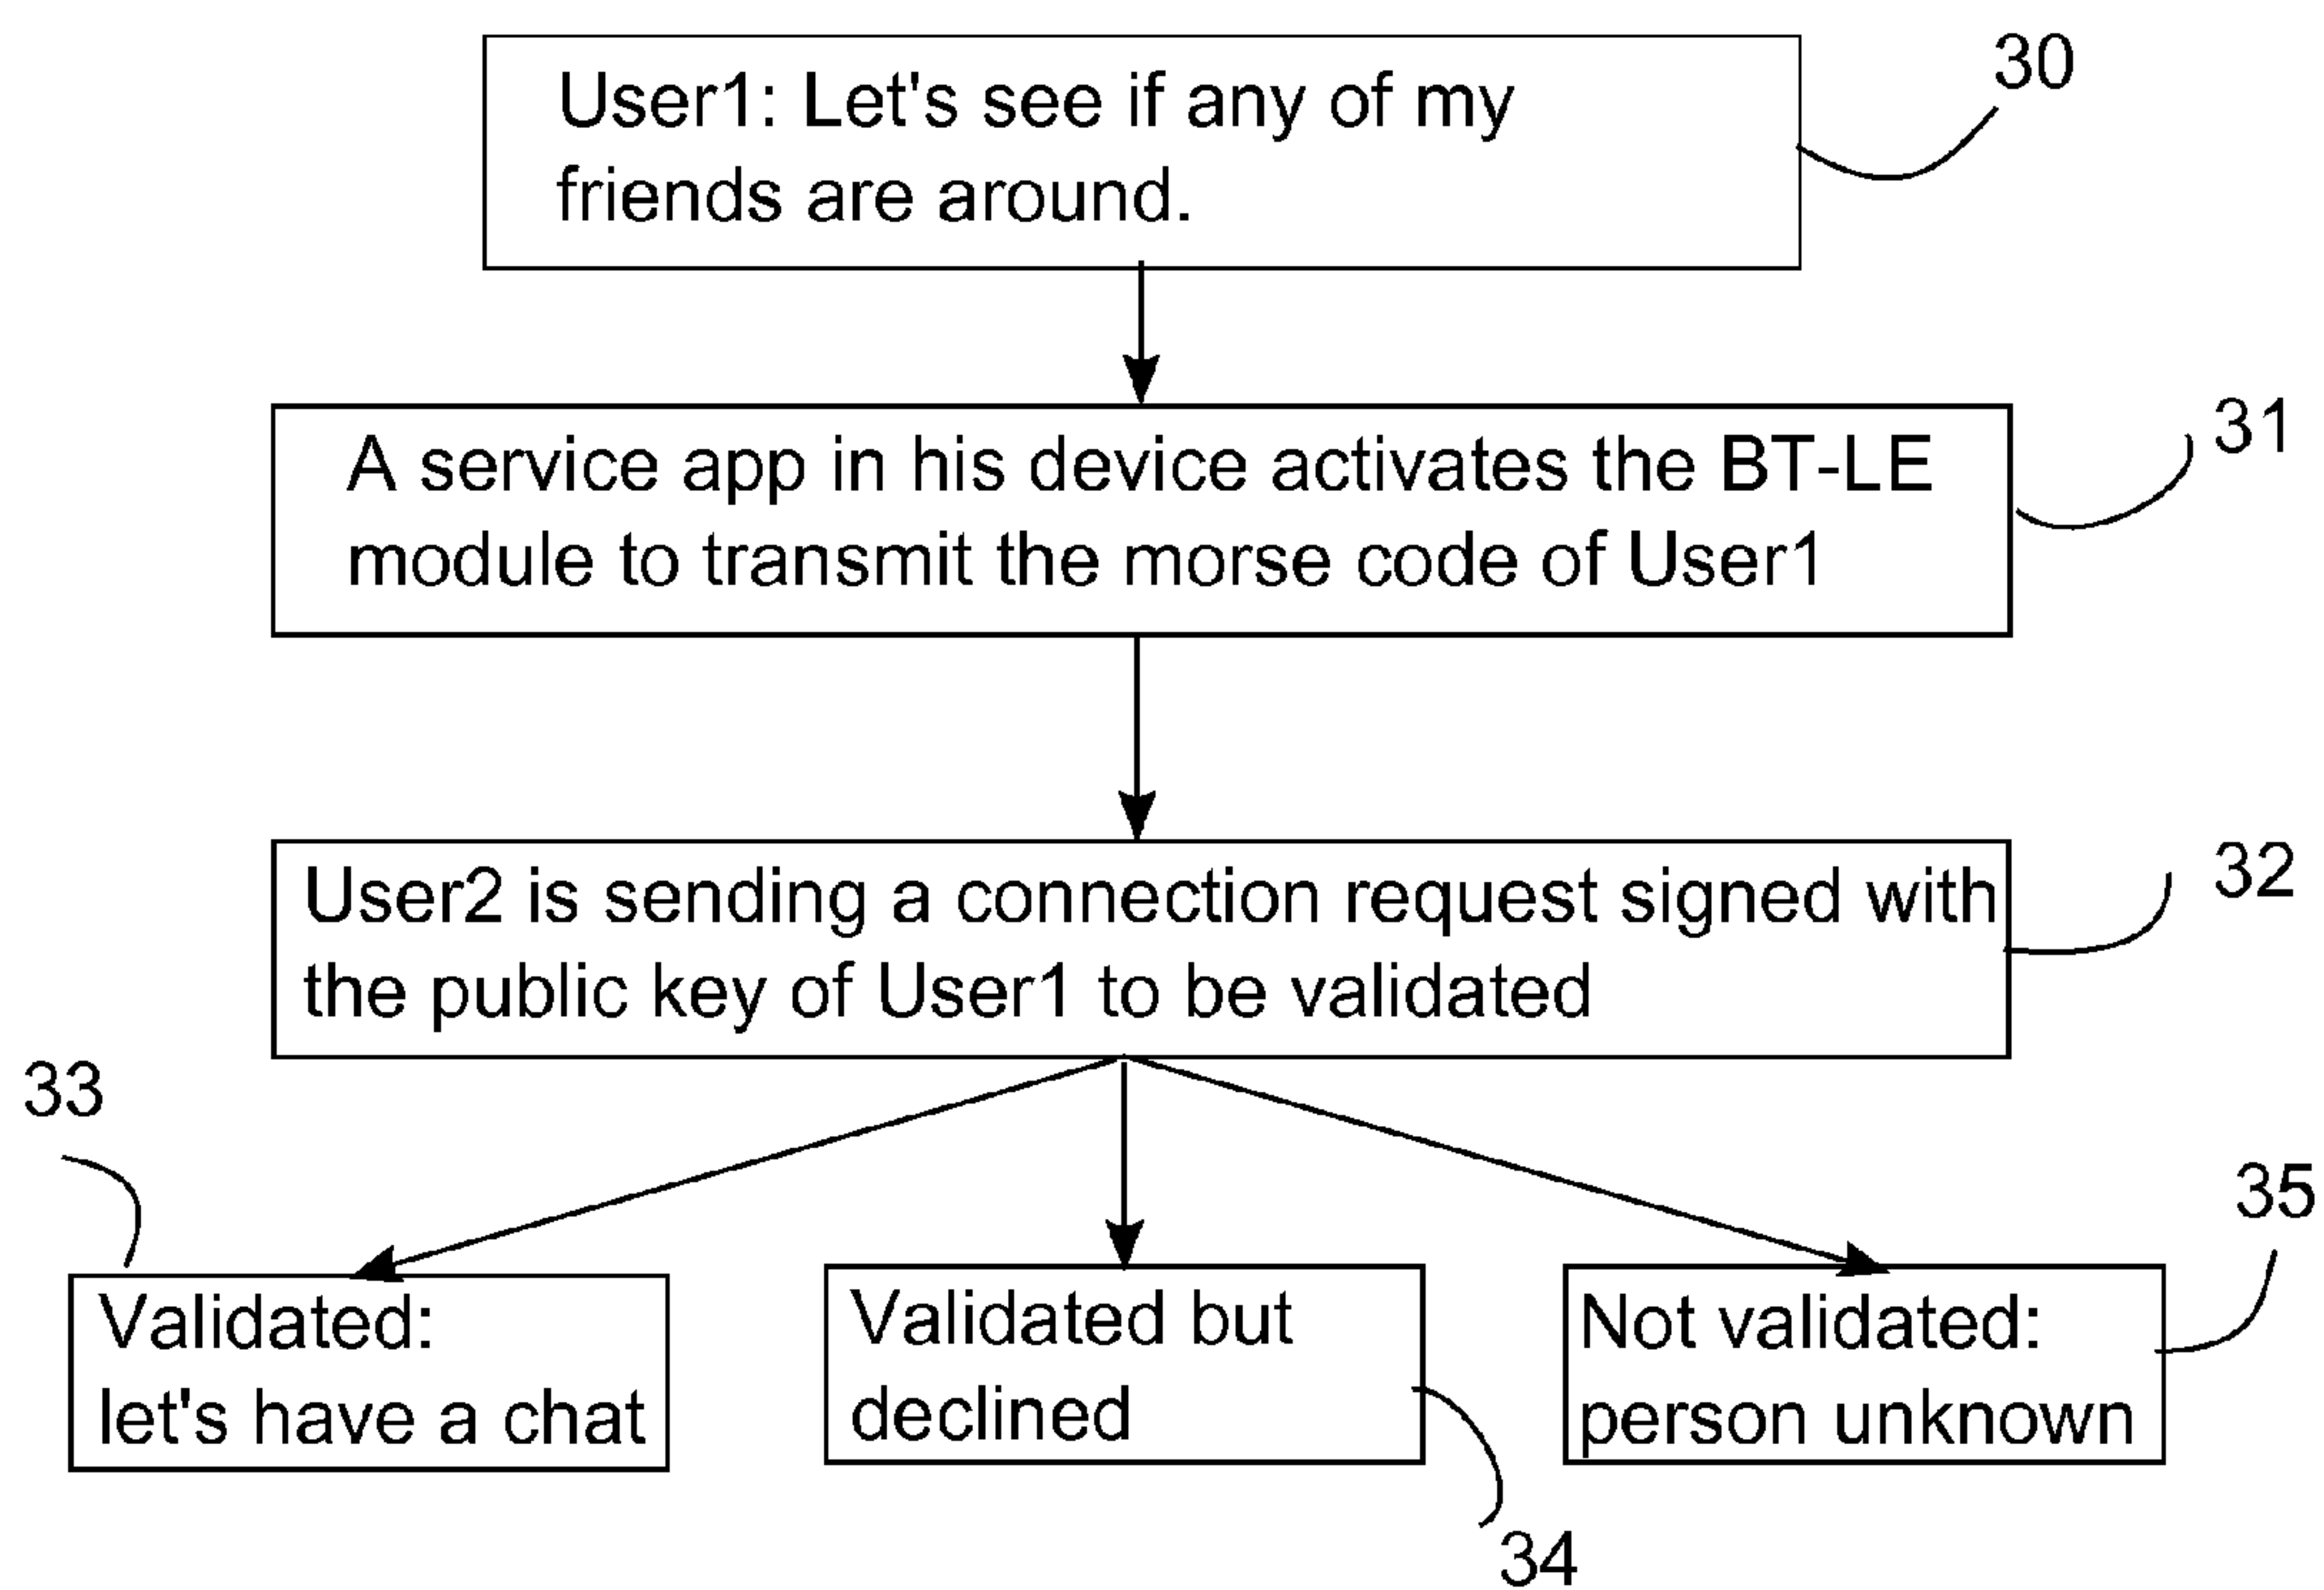 User1: Let's see if any of my
friends are around.
30
A service app in his device activates the BT-LE
module to transmit the morse code of User1
31
User2 is sending a connection request signed with
the public key of User1 to be validated
32
33
Validated:
let's have a chat
Validated but
declined
34
Not validated:
person unknown
35